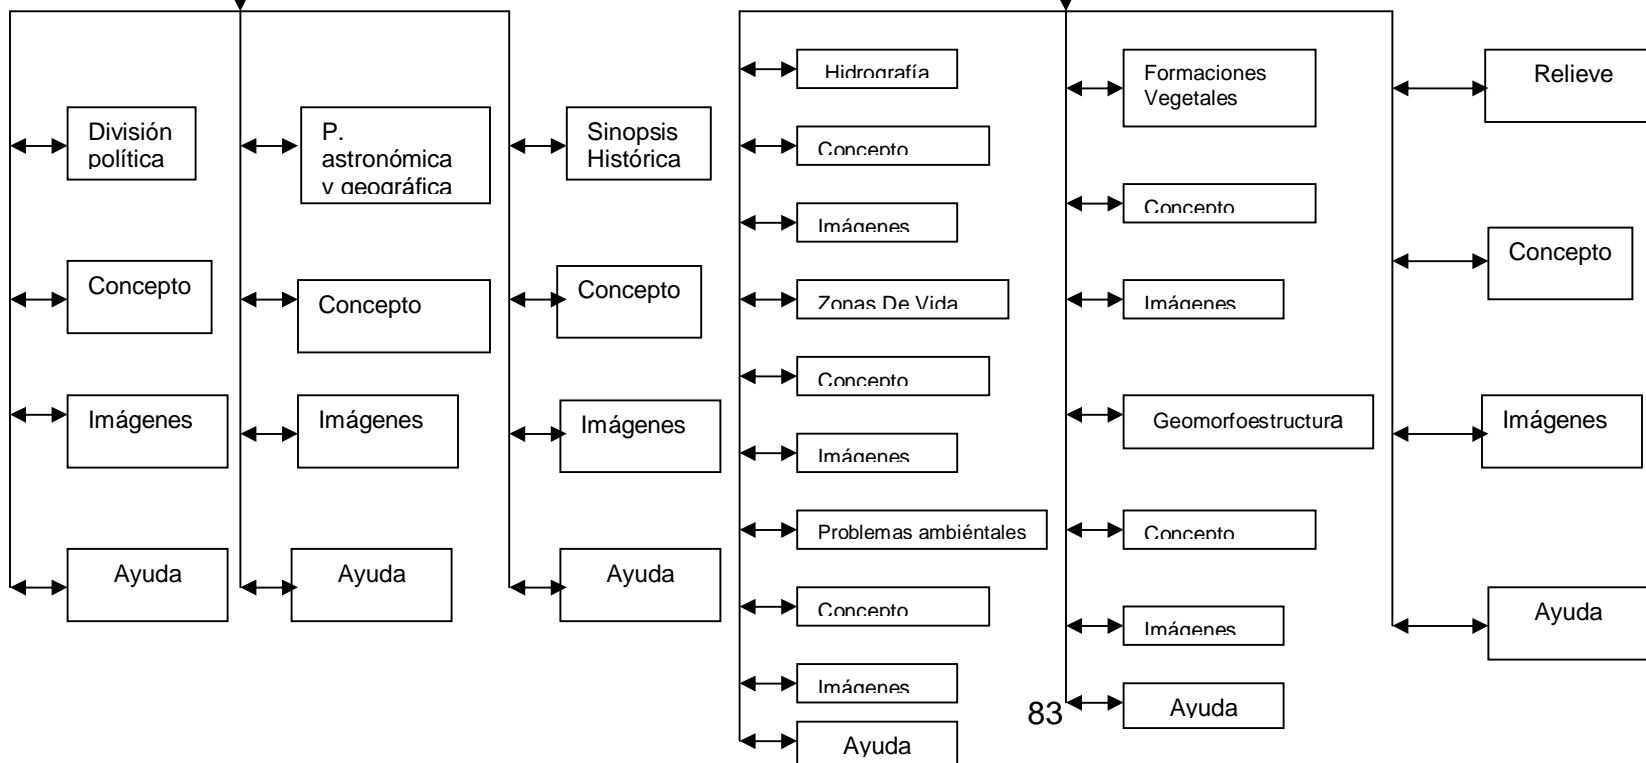 División
política
Concepto
Imágenes
Ayuda
P.
astronómica
y geográfica
Concepto
Imágenes
Ayuda
Sinopsis
Histórica
Concepto
Imágenes
Ayuda
Hidrografía
Concepto
Imágenes
Zonas De Vida
Concepto
Imágenes
Problemas ambiéntales
Concepto
Imágenes
Ayuda
Formaciones
Vegetales
Concepto
Imágenes
Geomorfoestructura
Concepto
Imágenes
Ayuda
Relieve
Concepto
Imágenes
Ayuda
83